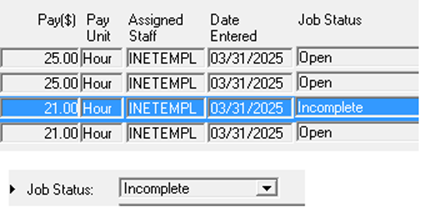 Pay($) Pay Unit Assigned Staff Date Entered Job Status
25.00 Hour INETEMPL 03/31/2025 Open
25.00 Hour INETEMPL 03/31/2025 Open
21.00 Hour INETEMPL 03/31/2025 Incomplete
21.00 Hour INETEMPL 03/31/2025 Open
Job Status: Incomplete